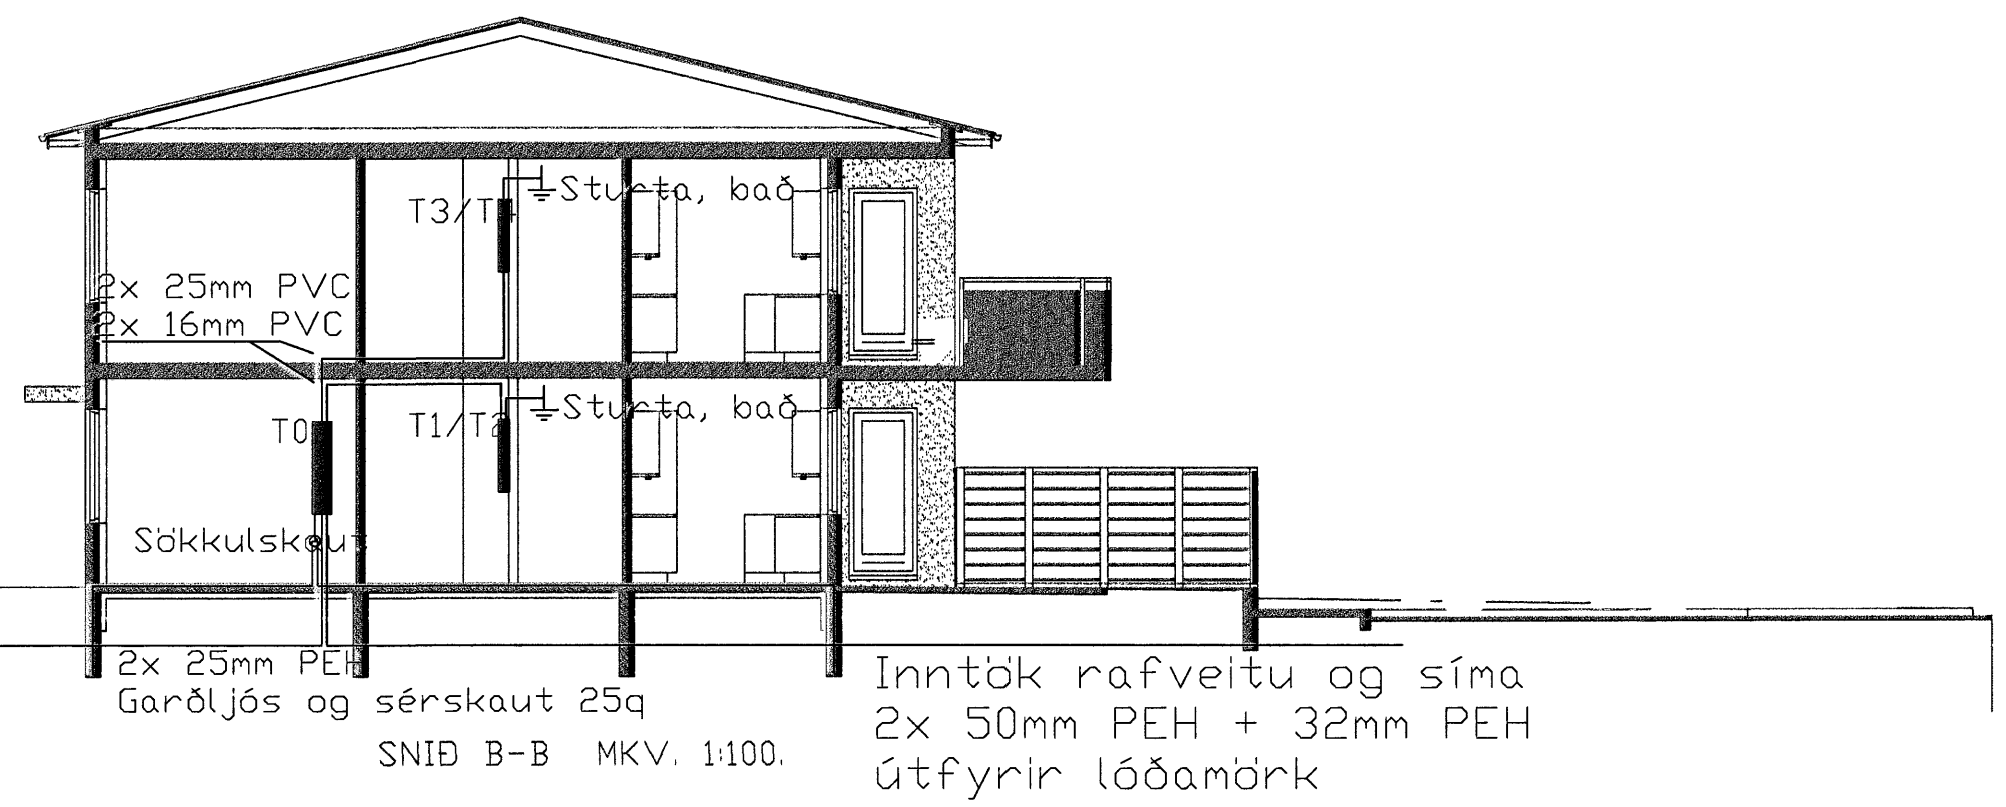 Sturta, bað
T3/T4
2x 25mm PVC
2x 16mm PVC
Sturta, bað
T1/T2
T0
Sökkulskaut
2x 25mm PEH
Garðljós og sérskaut 25q
SNIÐ B-B MKV. 1:100.
Inntök rafveitu og síma
2x 50mm PEH + 32mm PEH
útfyrir lóðamörk